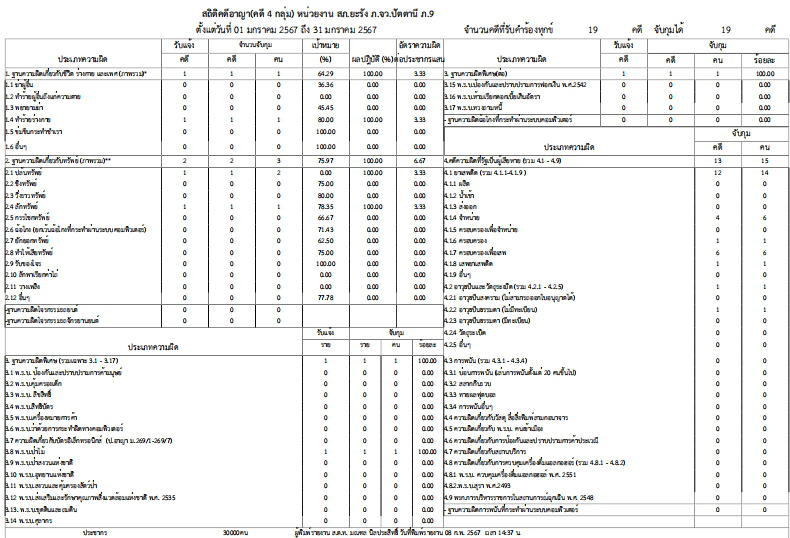 สถิติคดีอาญา(คดี 4 กลุ่ม) หน่วยงาน สภ.ยะรัง ภ.จว.ปัตตานี ภ.9
ตั้งแต่วันที่ 01 มกราคม 2567 ถึง 31 มกราคม 2567 จำนวนคดีที่รับคำร้องทุกข์ 19 คดี จับกุมได้ 19 คดี
ประเภทความผิด รับแจ้ง จำนวนจับกุม เป้าหมาย ผลปฏิบัติ (%) อัตราความผิด
คดี คดี คน (%) ต่อประชากรแสน
1. ฐานความผิดเกี่ยวกับชีวิต ร่างกาย และเพศ (ภาพรวม)* 1 1 1 64.29 100.00 3.33
1.1 ฆ่าผู้อื่น 0 0 0 36.36 0.00 0.00
1.2 ทำร้ายผู้อื่นถึงแก่ความตาย 0 0 0 0.00 0.00 0.00
1.3 พยายามฆ่า 0 0 0 45.45 0.00 0.00
1.4 ทำร้ายร่างกาย 1 1 1 80.00 100.00 3.33
1.5 ข่มขืนกระทำชำเรา 0 0 0 100.00 0.00 0.00
1.6 อื่นๆ 0 0 0 100.00 0.00 0.00
2. ฐานความผิดเกี่ยวกับทรัพย์ (ภาพรวม)** 2 2 3 75.97 100.00 6.67
2.1 ปล้นทรัพย์ 1 1 2 0.00 100.00 3.33
2.2 ชิงทรัพย์ 0 0 0 75.00 0.00 0.00
2.3 วิ่งราวทรัพย์ 0 0 0 80.00 0.00 0.00
2.4 ลักทรัพย์ 1 1 1 78.35 100.00 3.33
2.5 กรรโชกทรัพย์ 0 0 0 66.67 0.00 0.00
2.6 ฉ้อโกง (ยกเว้นฉ้อโกงที่กระทำผ่านระบบคอมพิวเตอร์) 0 0 0 71.43 0.00 0.00
2.7 ยักยอกทรัพย์ 0 0 0 62.50 0.00 0.00
2.8 ทำให้เสียทรัพย์ 0 0 0 75.00 0.00 0.00
2.9 รับของโจร 0 0 0 100.00 0.00 0.00
2.10 ลักพาเรียกค่าไถ่ 0 0 0 0.00 0.00 0.00
2.11 วางเพลิง 0 0 0 0.00 0.00 0.00
2.12 อื่นๆ 0 0 0 77.78 0.00 0.00
-ฐานความผิดโจรกรรมรถยนต์ 0 0 0 0.00 0.00 0.00
-ฐานความผิดโจรกรรมรถจักรยานยนต์ 0 0 0 0.00 0.00 0.00
ประเภทความผิด รับแจ้ง จับกุม
ราย ราย คน ร้อยละ
3. ฐานความผิดพิเศษ (รวมเฉพาะ 3.1 - 3.17) 1 1 1 100.00
3.1 พ.ร.บ. ป้องกันและปราบปรามการค้ามนุษย์ 0 0 0 0.00
3.2 พ.ร.บ.คุ้มครองเด็ก 0 0 0 0.00
3.3 พ.ร.บ. ลิขสิทธิ์ 0 0 0 0.00
3.4 พ.ร.บ.สิทธิบัตร 0 0 0 0.00
3.5 พ.ร.บ.เครื่องหมายการค้า 0 0 0 0.00
3.6 พ.ร.บ.ว่าด้วยการกระทำผิดทางคอมพิวเตอร์ 0 0 0 0.00
3.7 ความผิดเกี่ยวกับบัตรอิเล็กทรอนิกส์ (ป.อาญา ม.269/1-269/7) 0 0 0 0.00
3.8 พ.ร.บ.ป่าไม้ 1 1 1 100.00
3.9 พ.ร.บ.ป่าสงวนแห่งชาติ 0 0 0 0.00
3.10 พ.ร.บ.อุทยานแห่งชาติ 0 0 0 0.00
3.11 พ.ร.บ.สงวนและคุ้มครองสัตว์ป่า 0 0 0 0.00
3.12 พ.ร.บ.ส่งเสริมและรักษาคุณภาพสิ่งแวดล้อมแห่งชาติ พ.ศ. 2535 0 0 0 0.00
3.13. พ.ร.บ.ขุดดินและถมดิน 0 0 0 0.00
3.14 พ.ร.บ.ศุลากร 0 0 0 0.00
ประเภทความผิด รับแจ้ง จับกุม
คดี คดี คน ร้อยละ
3. ฐานความผิดพิเศษ(ต่อ) 1 1 1 100.00
3.15 พ.ร.บ.ป้องกันและปราบปรามการฟอกเงิน พ.ศ.2542 0 0 0 0.00
3.16 พ.ร.บ.ห้ามเรียกดอกเบี้ยเกินอัตรา 0 0 0 0.00
3.17 พ.ร.บ.ทวงถามหนี้ 0 0 0 0.00
- ฐานความผิดฉ้อโกงที่กระทำผ่านระบบคอมพิวเตอร์ 0 0 0 0.00
ประเภทความผิด จับกุม
คดี คน
4.คดีความผิดที่รัฐเป็นผู้เสียหาย (รวม 4.1 - 4.9) 13 15
4.1 ยาเสพติด (รวม 4.1.1-4.1.9 ) 12 14
4.1.1 ผลิต 0 0
4.1.2 นำเข้า 0 0
4.1.3 ส่งออก 0 0
4.1.4 จำหน่าย 4 6
4.1.5 ครอบครองเพื่อจำหน่าย 0 0
4.1.6 ครอบครอง 1 1
4.1.7 ครอบครองเพื่อเสพ 6 6
4.1.8 เสพยาเสพติด 1 1
4.1.9 อื่นๆ 0 0
4.2 อาวุธปืนและวัตถุระเบิด (รวม 4.2.1 - 4.2.5) 1 1
4.2.1 อาวุธปืนสงคราม (ไม่สามารถออกใบอนุญาตได้) 0 0
4.2.2 อาวุธปืนธรรมดา (ไม่มีทะเบียน) 1 1
4.2.3 อาวุธปืนธรรมดา (มีทะเบียน) 0 0
4.2.4 วัตถุระเบิด 0 0
4.2.5 อื่นๆ 0 0
4.3 การพนัน (รวม 4.3.1 - 4.3.4) 0 0
4.3.1 บ่อนการพนัน (เล่นการพนันตั้งแต่ 20 คนขึ้นไป) 0 0
4.3.2 สลากกินรวบ 0 0
4.3.3 ทายผลฟุตบอล 0 0
4.3.4 การพนันอื่นๆ 0 0
4.4 ความผิดเกี่ยวกับวัสดุ สื่อสิ่งพิมพ์ลามกอนาจาร 0 0
4.5 ความผิดเกี่ยวกับ พ.ร.บ. คนเข้าเมือง 0 0
4.6 ความผิดเกี่ยวกับการป้องกันและปราบปรามการค้าประเวณี 0 0
4.7 ความผิดเกี่ยวกับสถานบริการ 0 0
4.8 ความผิดเกี่ยวกับการควบคุมเครื่องดื่มแอลกอฮอล์ (รวม 4.8.1 - 4.8.2) 0 0
4.8.1 พ.ร.บ. ควบคุมเครื่องดื่มแอลกอฮอล์ พ.ศ. 2551 0 0
4.8.2.พ.ร.บ.สุรา พ.ศ.2493 0 0
4.9 พรก.การบริหารราชการในสถานการณ์ฉุกเฉิน พ.ศ. 2548 0 0
- ฐานความผิดการพนันที่กระทำผ่านระบบคอมพิวเตอร์ 0 0
ประชากร 30000คน ผู้พิมพ์รายงาน ส.ต.ท. มณฑล นิลประสิทธิ์ วันที่พิมพ์รายงาน 08 ก.พ. 2567 เวลา 14:37 น.